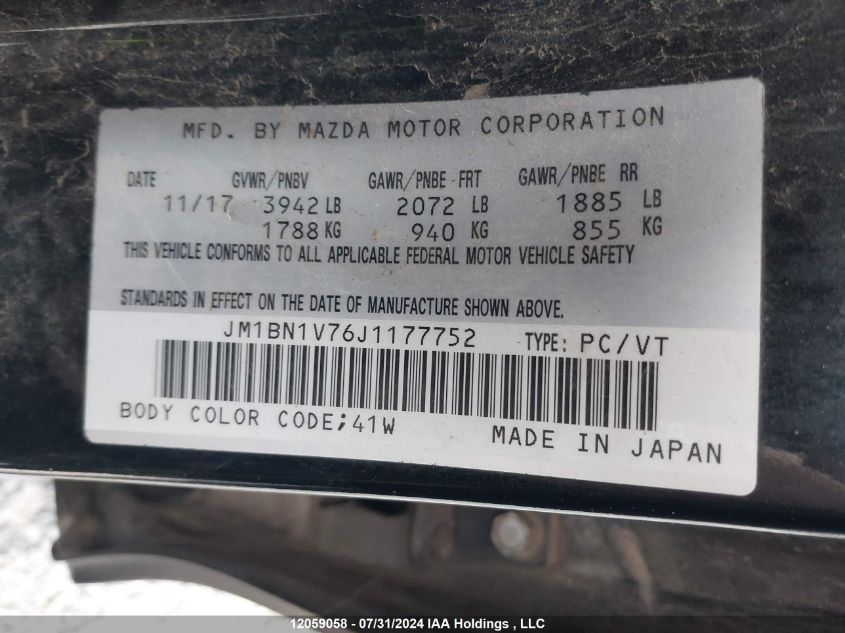 MFD. BY MAZDA MOTOR CORPORATION
DATE GVWR/PNBV GAWR/PNBE FRT GAWR/PNBE RR
11/17 3942 LB 2072 LB 1885 LB
1788 KG 940 KG 855 KG
THIS VEHICLE CONFORMS TO ALL APPLICABLE FEDERAL MOTOR VEHICLE SAFETY
STANDARDS IN EFFECT ON THE DATE OF MANUFACTURE SHOWN ABOVE.
JM1BN1V76J1177752 TYPE: PC/VT
BODY COLOR CODE;41W MADE IN JAPAN
12059058 - 07/31/2024 IAA Holdings , LLC